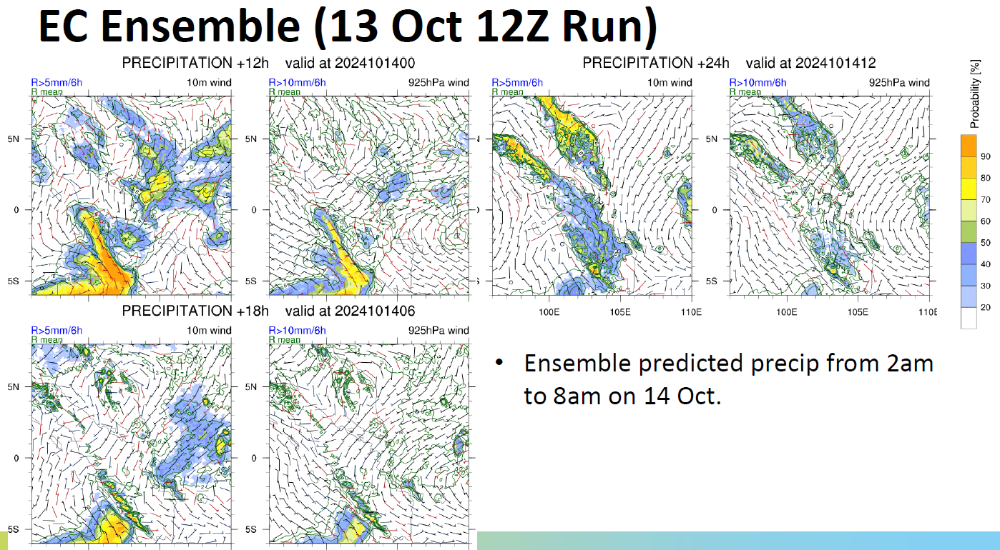 EC Ensemble (13 Oct 12Z Run)
PRECIPITATION +12h valid at 2024101400
R>5mm/6h 10m wind
R mean
R>10mm/6h 925hPa wind
R mean
5N
0
5S
5N
0
5S
PRECIPITATION +24h valid at 2024101412
R>5mm/6h 10m wind
R mean
R>10mm/6h 925hPa wind
R mean
5N
0
5S
100E 105E 110E
100E 105E
Probability [%]
90
80
70
60
50
40
30
20
PRECIPITATION +18h valid at 2024101406
R>5mm/6h 10m wind
R mean
R>10mm/6h 925hPa wind
R mean
5N
0
5S
5N
0
5S
• Ensemble predicted precip from 2am
to 8am on 14 Oct.